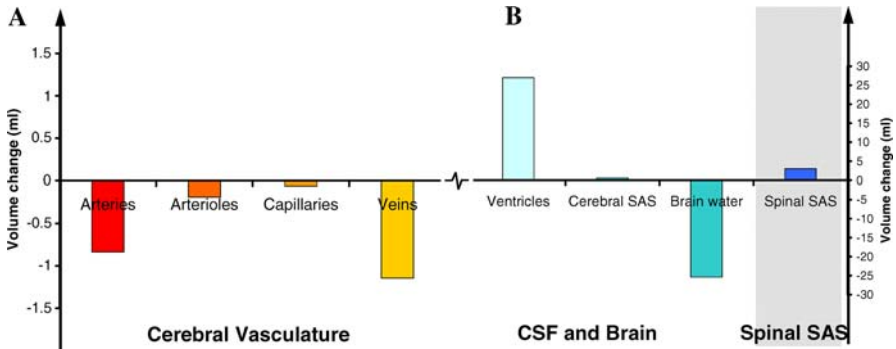 A
B
Volume change (ml)
1.5
1
0.5
0
-0.5
-1
-1.5
Arteries
Arterioles
Capillaries
Veins
Ventricles
Cerebral SAS
Brain water
Spinal SAS
30
25
20
15
10
5
0
-5
-10
-15
-20
-25
-30
Volume change (ml)
Cerebral Vasculature
CSF and Brain
Spinal SAS